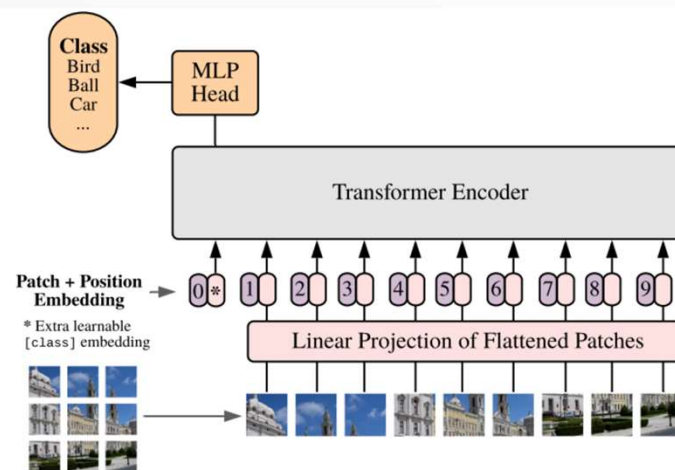 Class
Bird
Ball
Car
...
MLP
Head
Transformer Encoder
Patch + Position
Embedding
0 * 1 2 3 4 5 6 7 8 9
* Extra learnable
[class] embedding
Linear Projection of Flattened Patches